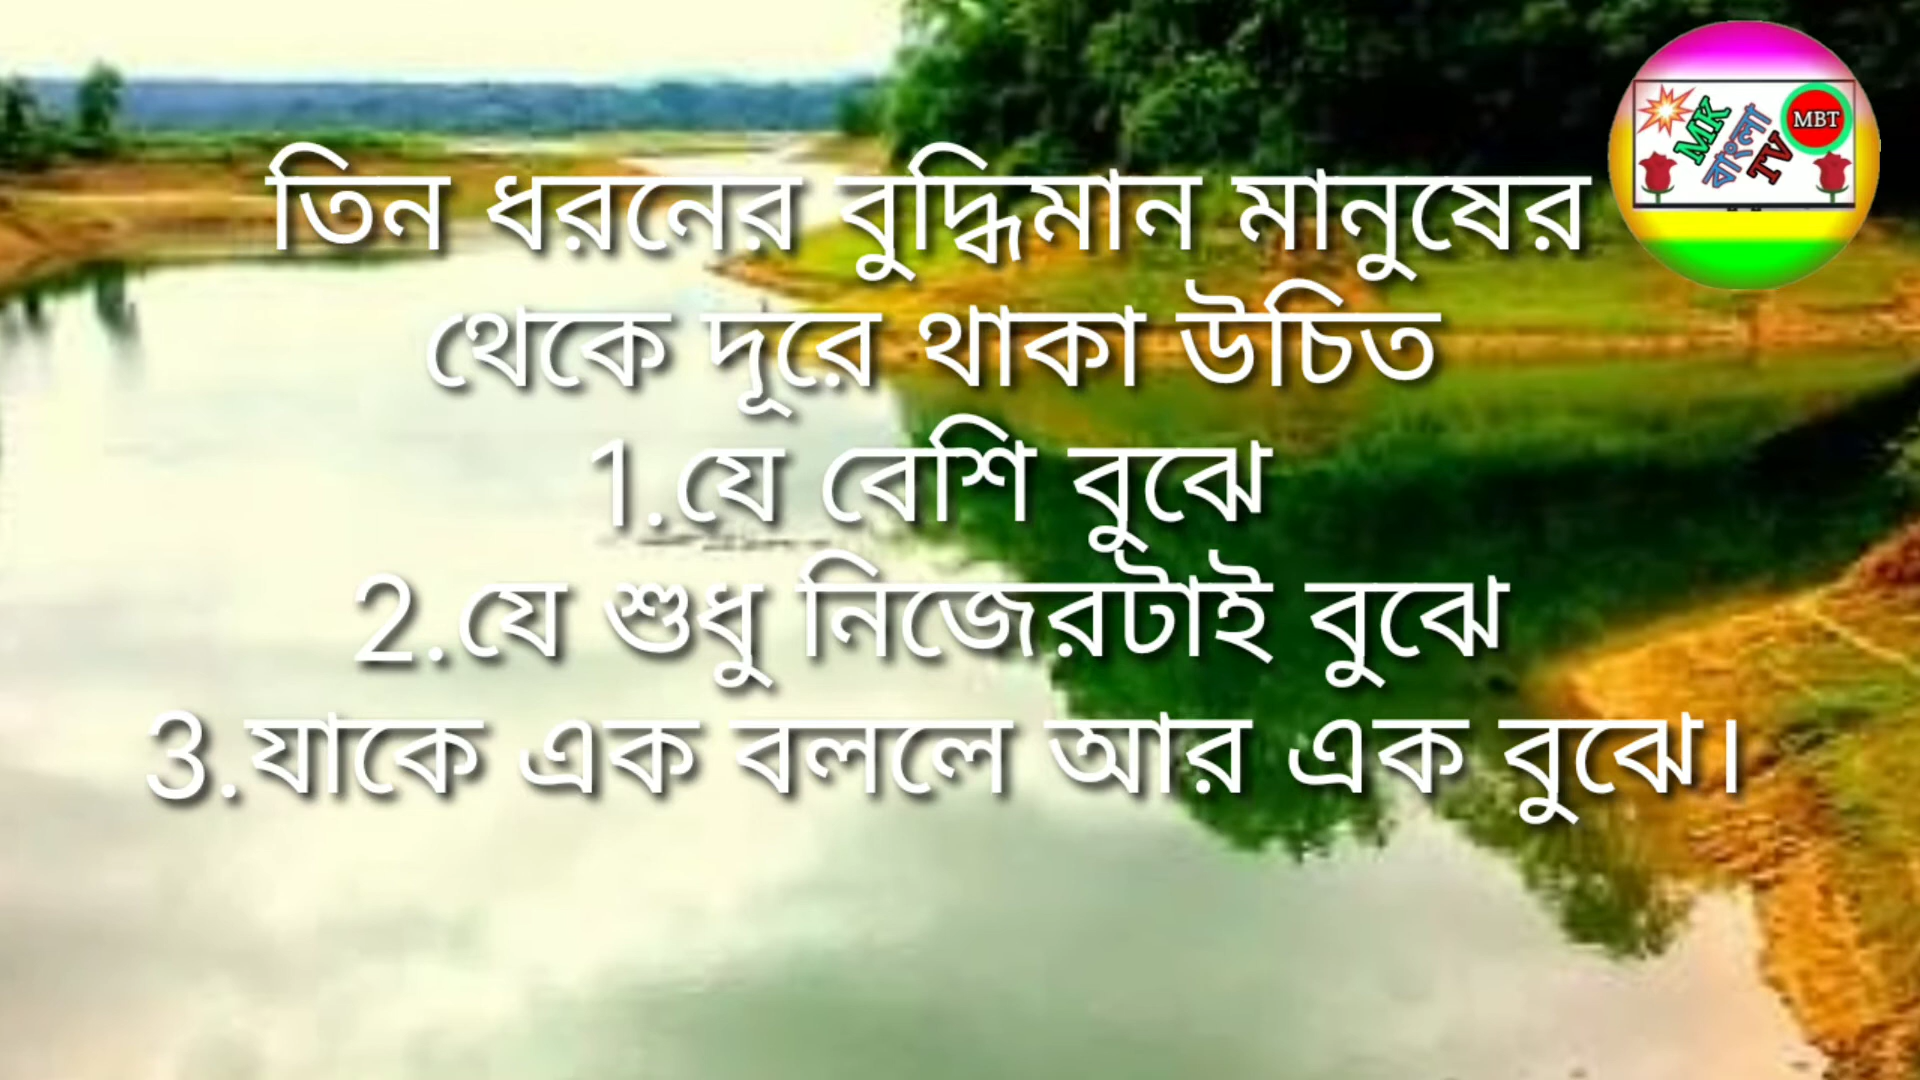 তিন ধরনের বুদ্ধিমান মানুষের
থেকে দূরে থাকা উচিত
1.যে বেশি বুঝে
2.যে শুধু নিজেরটাই বুঝে
3.যাকে এক বললে আর এক বুঝে।
MK
বাংলা
TV
MBT